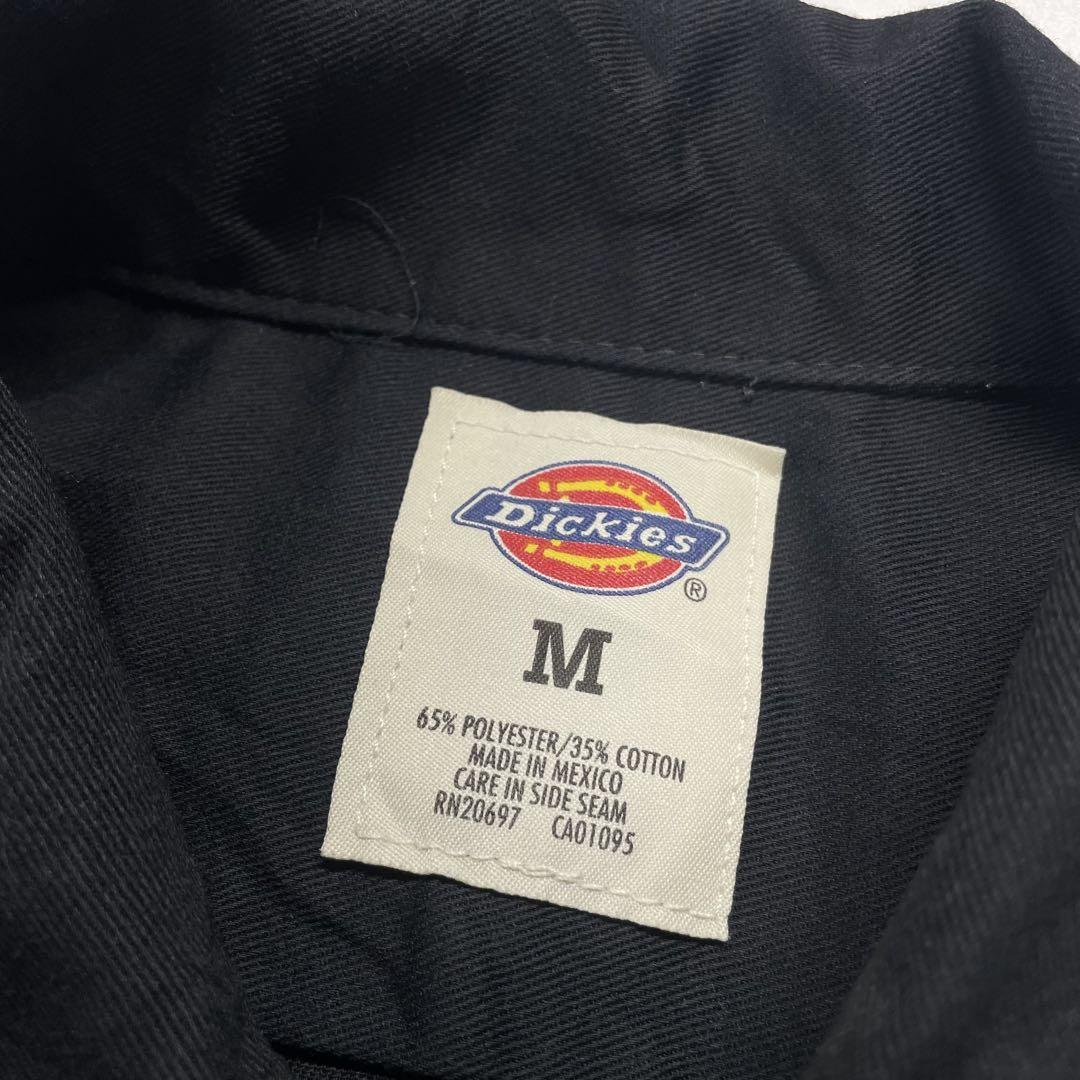 Dickies
®
M
65% POLYESTER/35% COTTON
MADE IN MEXICO
CARE IN SIDE SEAM
RN20697 CA01095